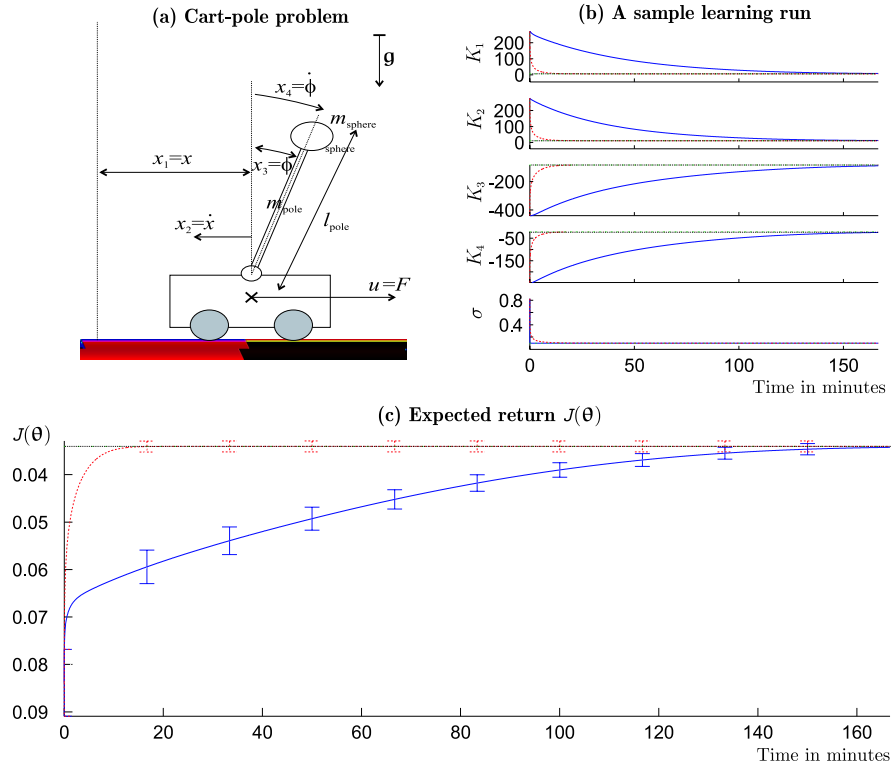 (a) Cart-pole problem
g
x₄=ϕ̇
m_sphere
sphere
x₃=ϕ
x₁=x
m_pole
l_pole
x₂=ẋ
u=F
(b) A sample learning run
K₁
200
100
0
K₂
200
100
0
K₃
-200
-400
K₄
-50
-150
σ
0.8
0.4
0
50
100
150
Time in minutes
(c) Expected return J(θ)
J(θ)
0.04
0.05
0.06
0.07
0.08
0.09
0
20
40
60
80
100
120
140
160
Time in minutes